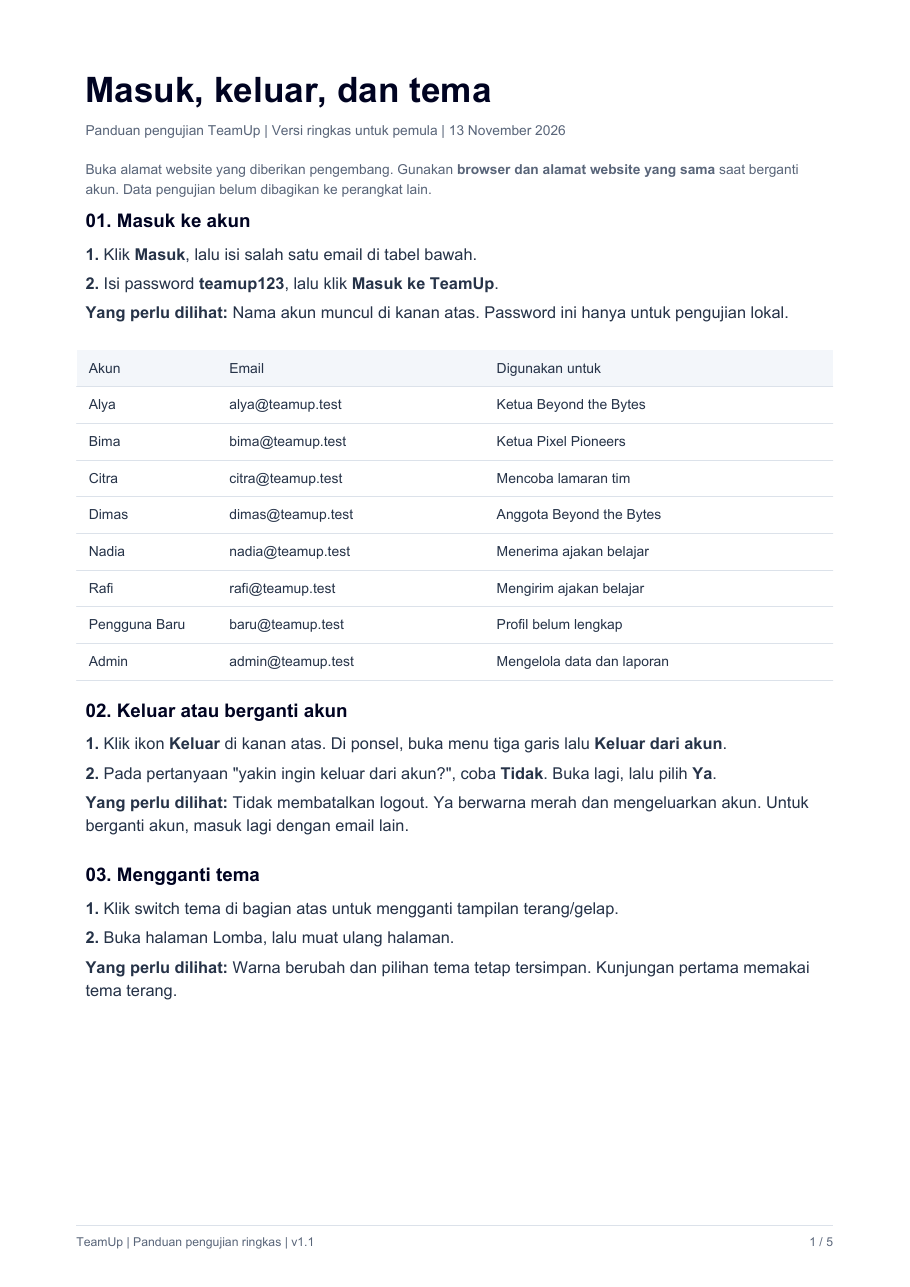 Masuk, keluar, dan tema
Panduan pengujian TeamUp | Versi ringkas untuk pemula | 13 November 2026
Buka alamat website yang diberikan pengembang. Gunakan browser dan alamat website yang sama saat berganti
akun. Data pengujian belum dibagikan ke perangkat lain.
01. Masuk ke akun
1. Klik Masuk, lalu isi salah satu email di tabel bawah.
2. Isi password teamup123, lalu klik Masuk ke TeamUp.
Yang perlu dilihat: Nama akun muncul di kanan atas. Password ini hanya untuk pengujian lokal.
Akun Email Digunakan untuk
Alya alya@teamup.test Ketua Beyond the Bytes
Bima bima@teamup.test Ketua Pixel Pioneers
Citra citra@teamup.test Mencoba lamaran tim
Dimas dimas@teamup.test Anggota Beyond the Bytes
Nadia nadia@teamup.test Menerima ajakan belajar
Rafi rafi@teamup.test Mengirim ajakan belajar
Pengguna Baru baru@teamup.test Profil belum lengkap
Admin admin@teamup.test Mengelola data dan laporan
02. Keluar atau berganti akun
1. Klik ikon Keluar di kanan atas. Di ponsel, buka menu tiga garis lalu Keluar dari akun.
2. Pada pertanyaan "yakin ingin keluar dari akun?", coba Tidak. Buka lagi, lalu pilih Ya.
Yang perlu dilihat: Tidak membatalkan logout. Ya berwarna merah dan mengeluarkan akun. Untuk
berganti akun, masuk lagi dengan email lain.
03. Mengganti tema
1. Klik switch tema di bagian atas untuk mengganti tampilan terang/gelap.
2. Buka halaman Lomba, lalu muat ulang halaman.
Yang perlu dilihat: Warna berubah dan pilihan tema tetap tersimpan. Kunjungan pertama memakai
tema terang.
TeamUp | Panduan pengujian ringkas | v1.1 1 / 5